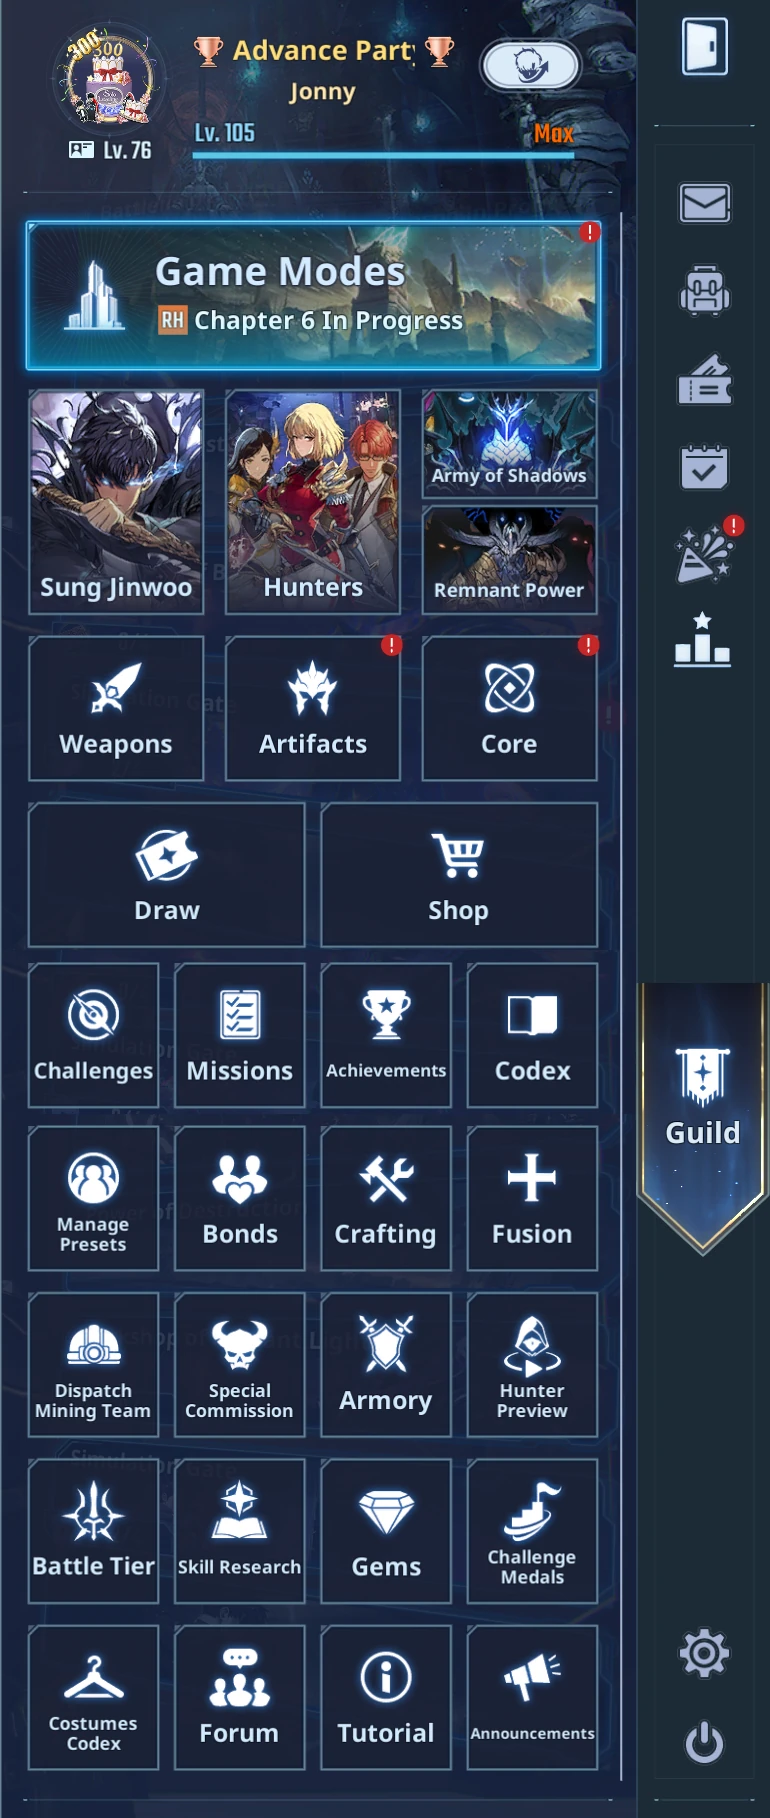 300
Advance Party
Jonny
Lv. 76
Lv. 105
Max
Game Modes
RH Chapter 6 In Progress
Sung Jinwoo
Hunters
Army of Shadows
Remnant Power
Weapons
Artifacts
Core
Draw
Shop
Challenges
Missions
Achievements
Codex
Guild
Manage
Presets
Bonds
Crafting
Fusion
Dispatch
Mining Team
Special
Commission
Armory
Hunter
Preview
Battle Tier
Skill Research
Gems
Challenge
Medals
Costumes
Codex
Forum
Tutorial
Announcements